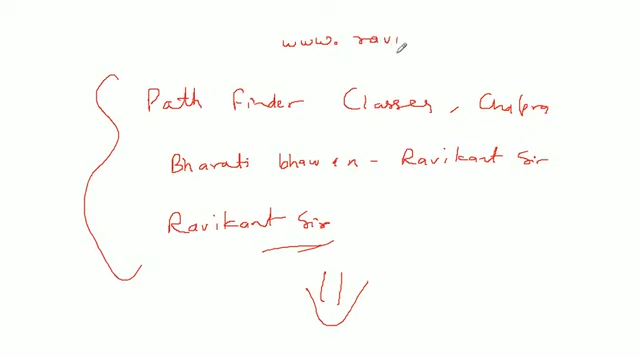 www.ravi
Path Finder Classes, Chapra
Bharati bhawan - Ravikant Sir
Ravikant Sir